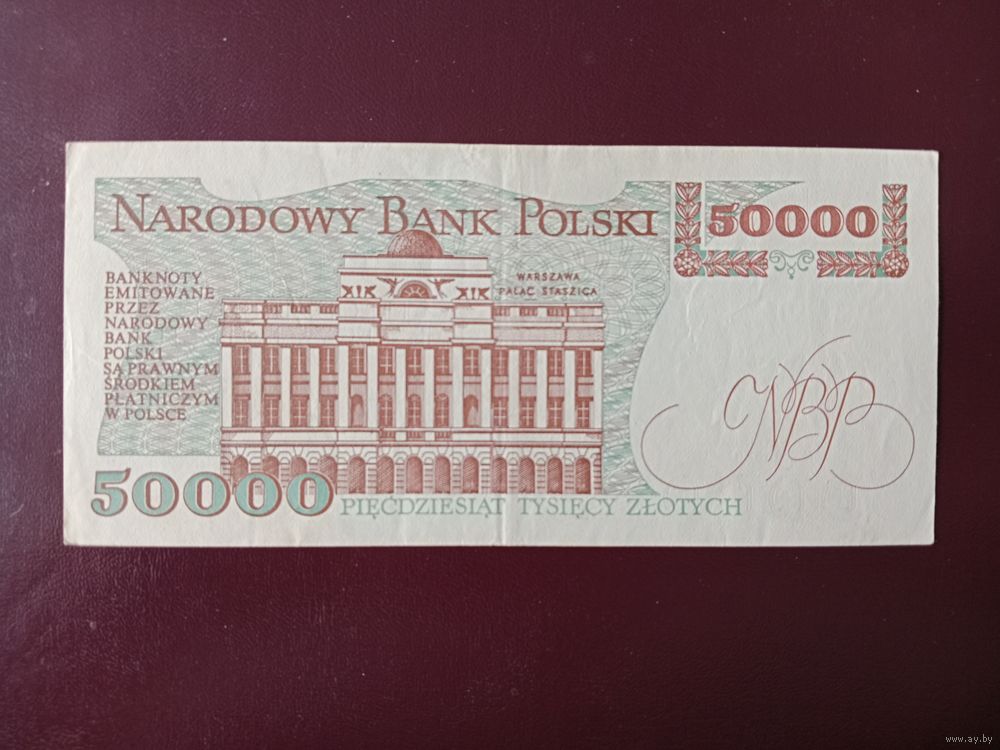 NARODOWY BANK POLSKI
50000
BANKNOTY
EMITOWANE
PRZEZ
NARODOWY
BANK
POLSKI
SĄ PRAWNYM
ŚRODKIEM
PŁATNICZYM
W POLSCE
WARSZAWA
PAŁAC STASZICA
NBP
50000
PIĘĆDZIESIĄT TYSIĘCY ZŁOTYCH
www.ay.by